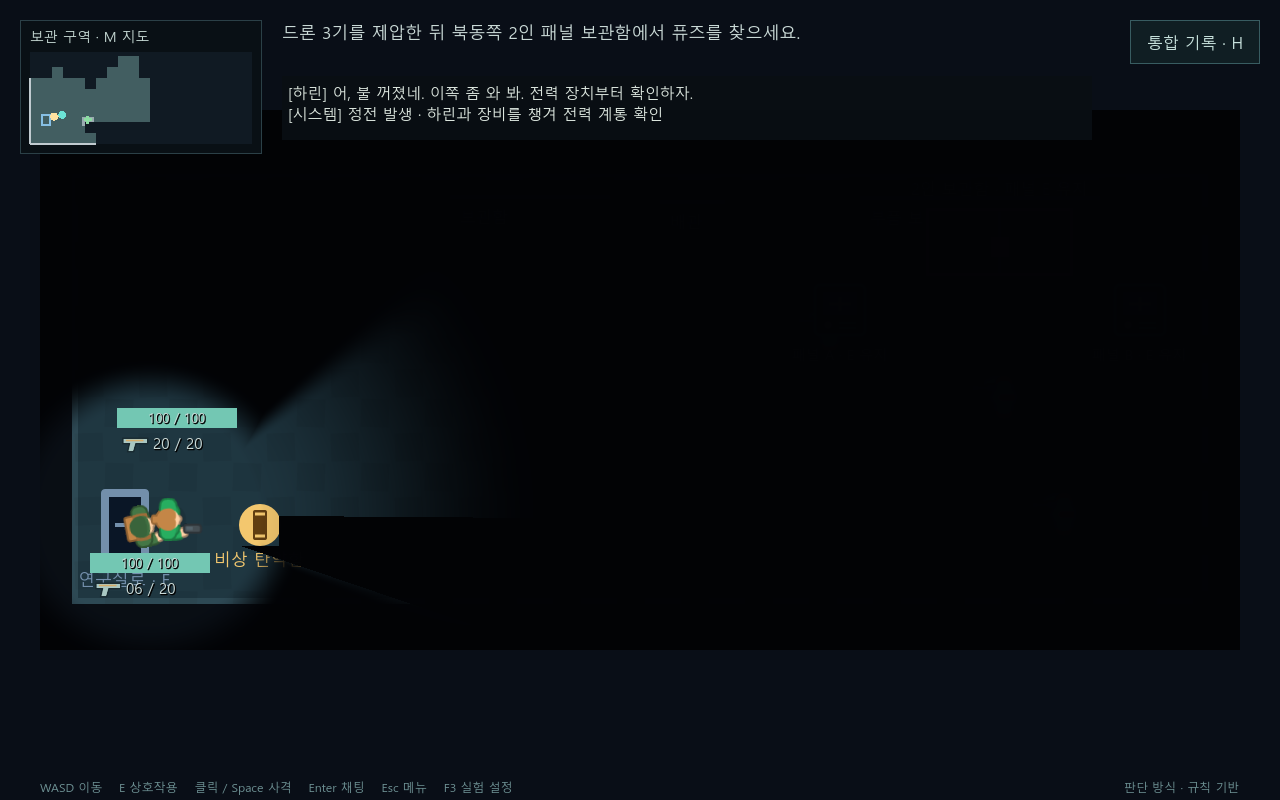 보관 구역 · M 지도
드론 3기를 제압한 뒤 북동쪽 2인 패널 보관함에서 퓨즈를 찾으세요.
통합 기록 · H
[하린] 어, 불 꺼졌네. 이쪽 좀 와 봐. 전력 장치부터 확인하자.
[시스템] 정전 발생 · 하린과 장비를 챙겨 전력 계통 확인
100 / 100
20 / 20
비상
100 / 100
06 / 20
WASD 이동 E 상호작용 클릭 / Space 사격 Enter 채팅 Esc 메뉴 F3 실험 설정
판단 방식 · 규칙 기반